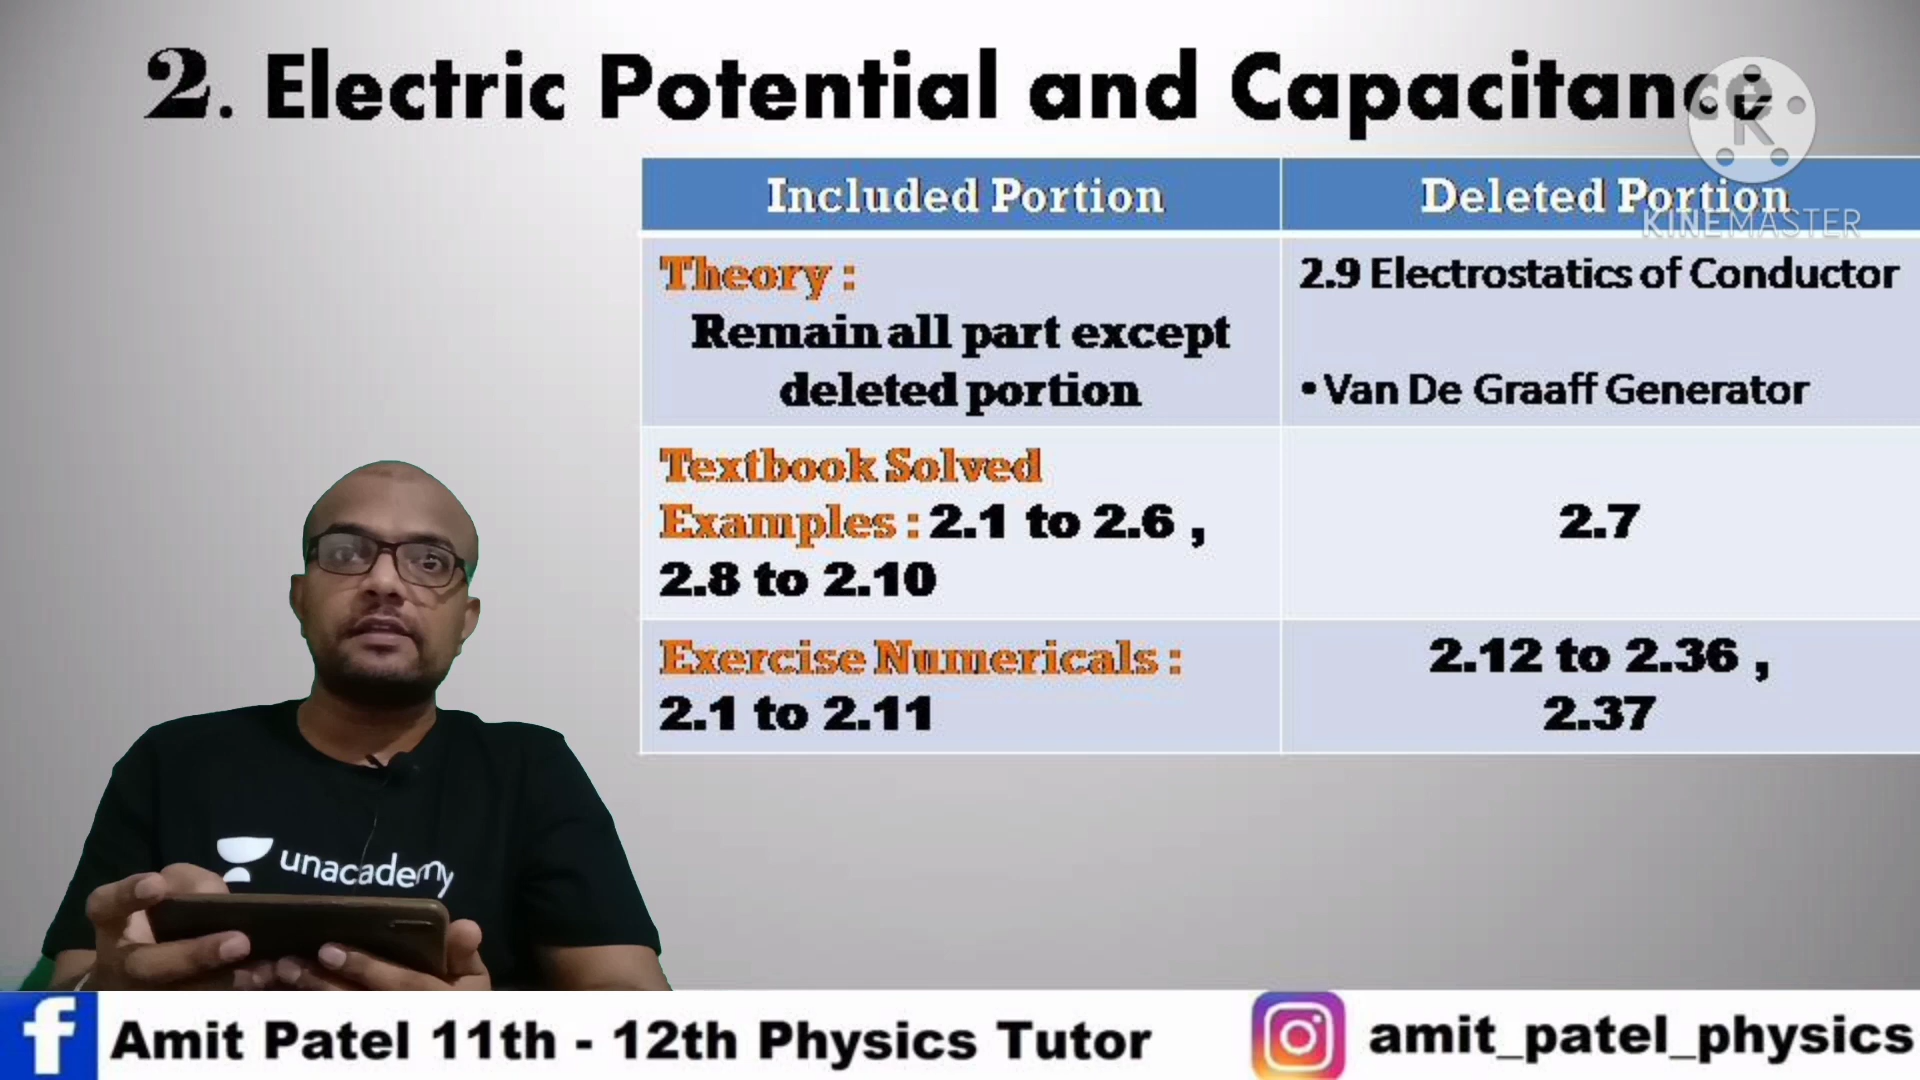 2. Electric Potential and Capacitance
KINEMASTER
Included Portion
Deleted Portion
Theory :
Remain all part except
deleted portion
2.9 Electrostatics of Conductor
• Van De Graaff Generator
Textbook Solved
Examples : 2.1 to 2.6 ,
2.8 to 2.10
2.7
Exercise Numericals :
2.1 to 2.11
2.12 to 2.36 ,
2.37
unacademy
f Amit Patel 11th - 12th Physics Tutor
amit_patel_physics